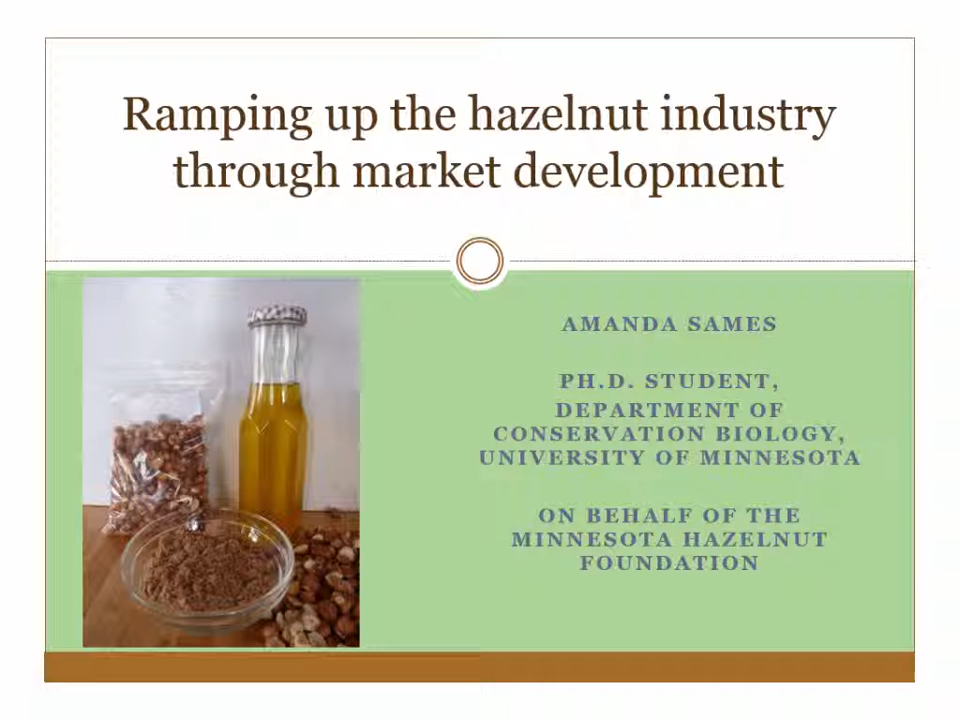 Ramping up the hazelnut industry
through market development
AMANDA SAMES
PH.D. STUDENT,
DEPARTMENT OF
CONSERVATION BIOLOGY,
UNIVERSITY OF MINNESOTA
ON BEHALF OF THE
MINNESOTA HAZELNUT
FOUNDATION